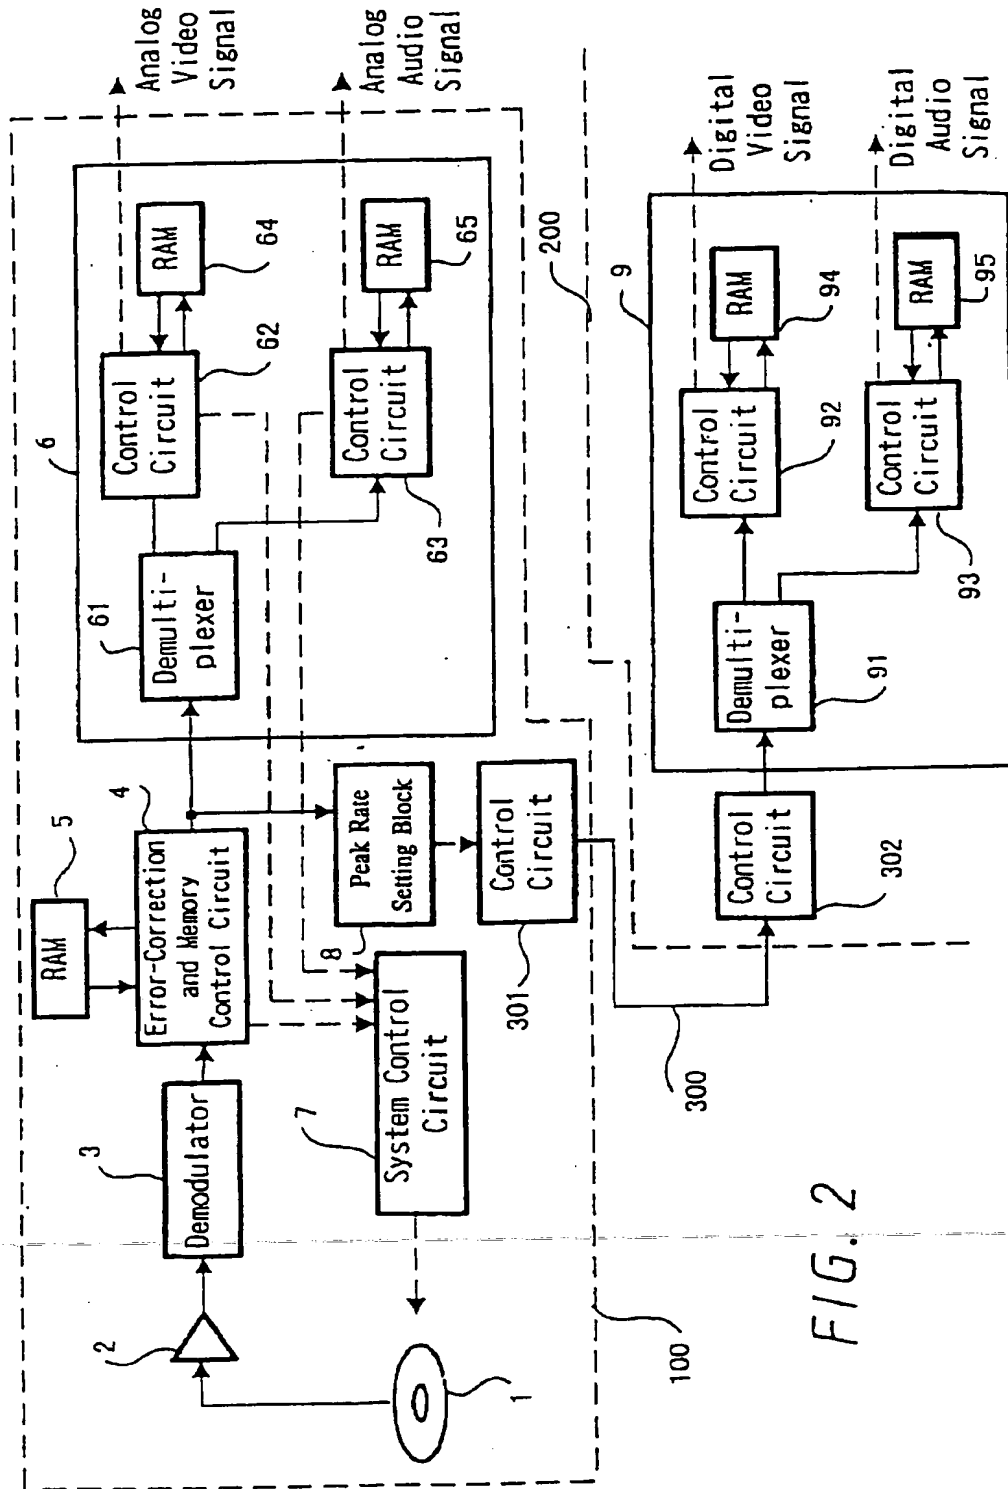 Analog
Video
Signal
Analog
Audio
Signal
6
61
Demulti-
plexer
Control
Circuit
62
RAM
64
Control
Circuit
63
RAM
65
5
RAM
4
Error-Correction
and Memory
Control Circuit
3
Demodulator
2
1
7
System Control
Circuit
8
Peak Rate
Setting Block
Control
Circuit
301
100
300
200
Control
Circuit
302
9
Demulti-
plexer
91
Control
Circuit
92
RAM
94
Control
Circuit
93
RAM
95
Digital
Video
Signal
Digital
Audio
Signal
FIG. 2